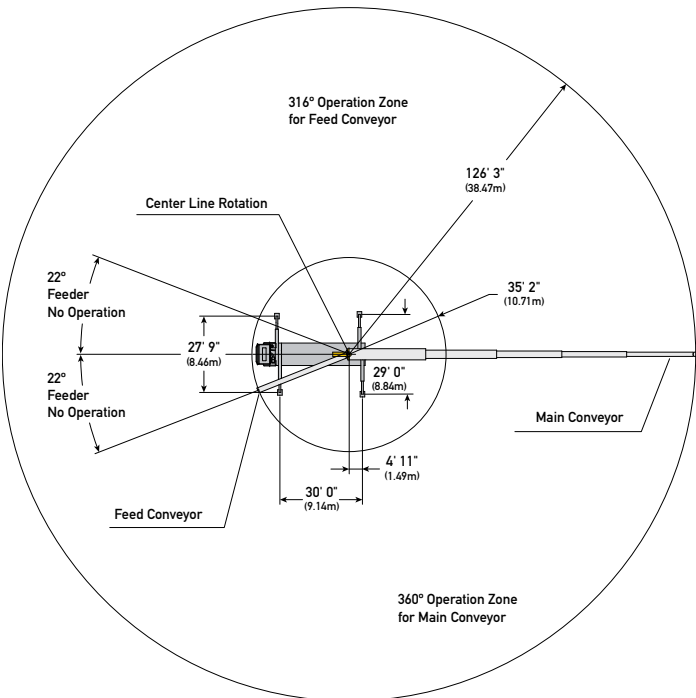 316° Operation Zone
for Feed Conveyor
126' 3"
(38.47m)
Center Line Rotation
22°
Feeder
No Operation
35' 2"
(10.71m)
27' 9"
(8.46m)
22°
Feeder
No Operation
29' 0"
(8.84m)
Main Conveyor
4' 11"
(1.49m)
30' 0"
(9.14m)
Feed Conveyor
360° Operation Zone
for Main Conveyor